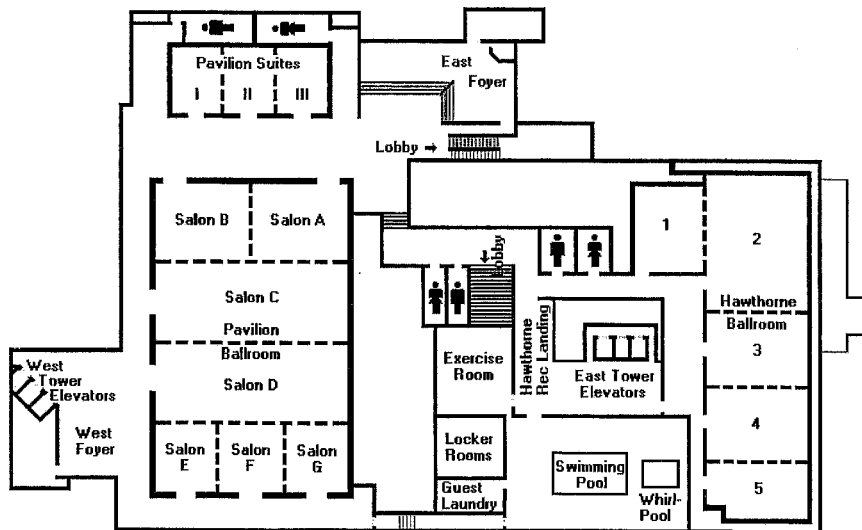 Pavilion Suites
I II III
East
Foyer
Lobby →
Salon B Salon A
Salon C
Pavilion
Ballroom
Salon D
Salon E
Salon F
Salon G
West
Tower
Elevators
West
Foyer
Lobby
Exercise
Room
Hawthorne
Rec Landing
East Tower
Elevators
Locker
Rooms
Guest
Laundry
Swimming
Pool
Whirl-
Pool
1
2
Hawthorne
Ballroom
3
4
5